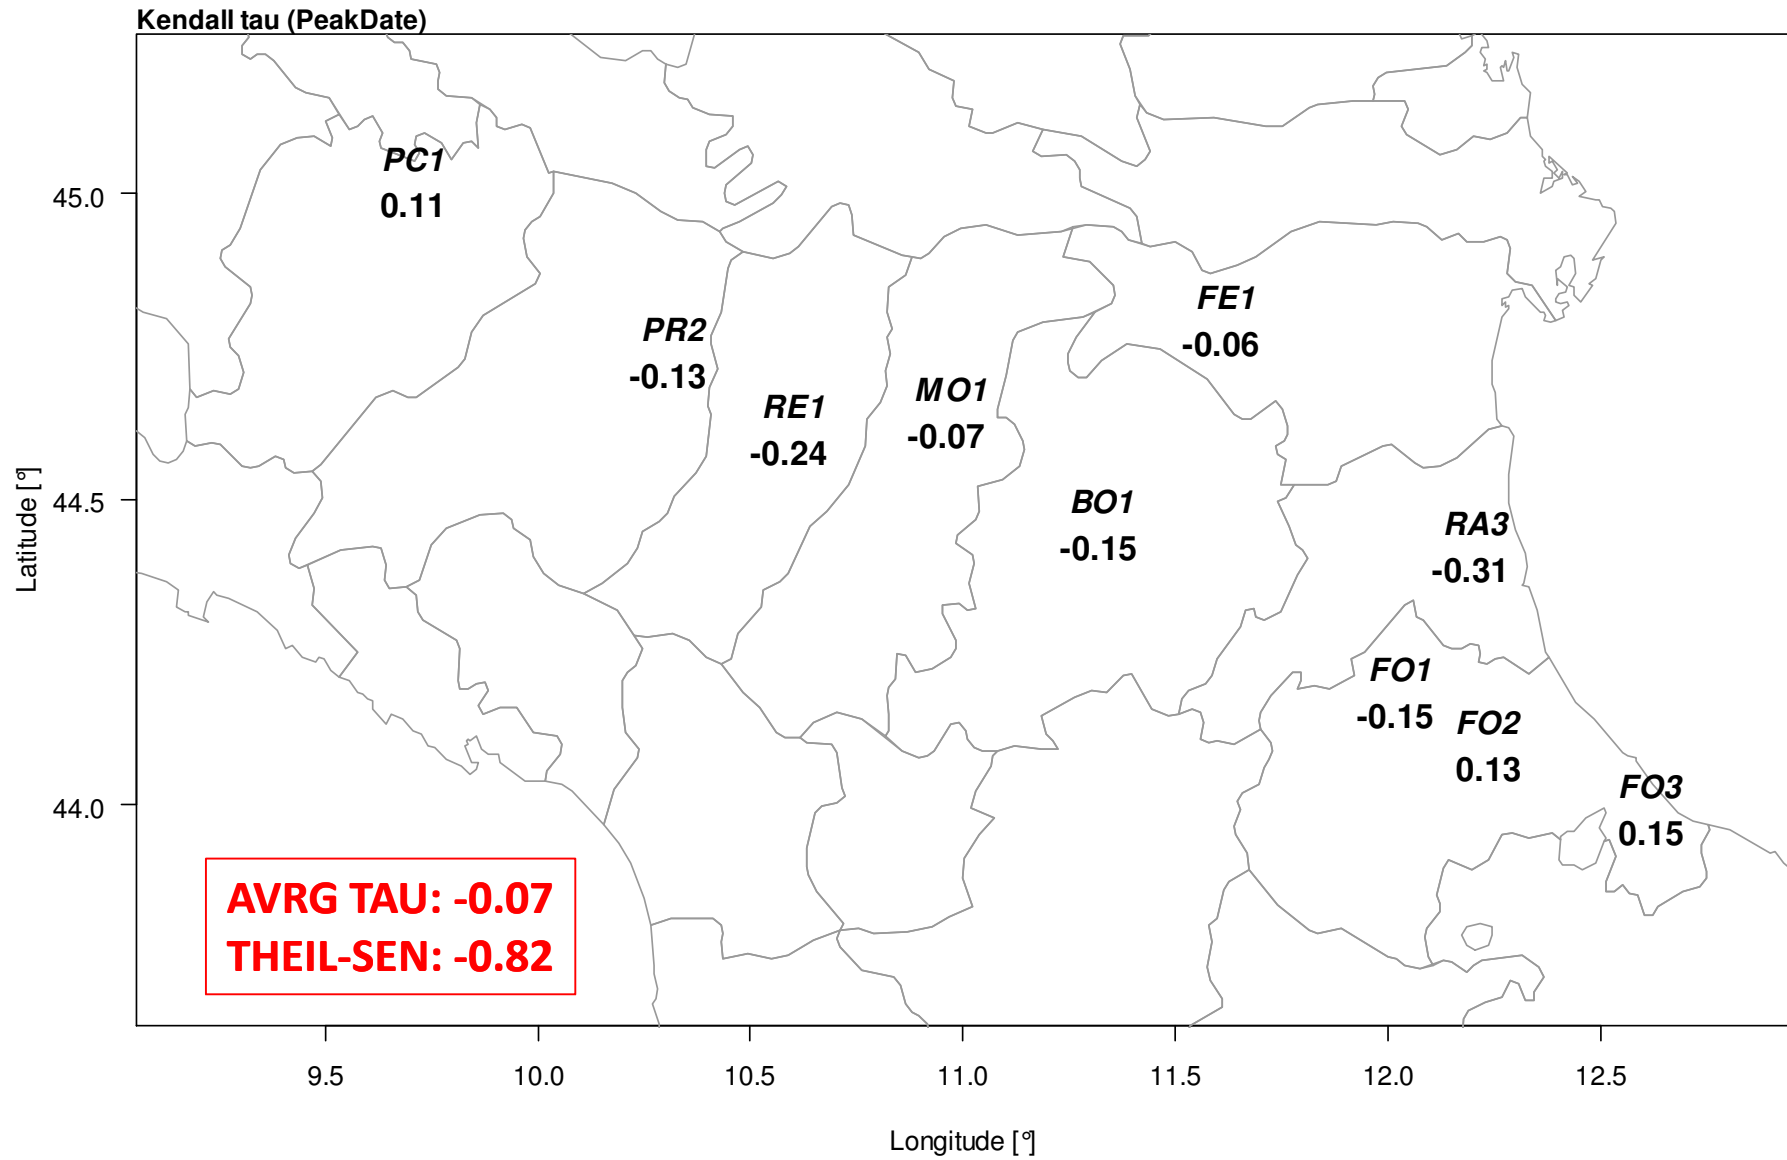 Kendall tau (PeakDate)
PC1
0.11
45.0
FE1
-0.06
PR2
-0.13
MO1
-0.07
RE1
-0.24
BO1
-0.15
44.5
RA3
-0.31
Latitude [°]
FO1
-0.15
FO2
0.13
FO3
0.15
44.0
AVRG TAU: -0.07
THEIL-SEN: -0.82
9.5 10.0 10.5 11.0 11.5 12.0 12.5
Longitude [°]